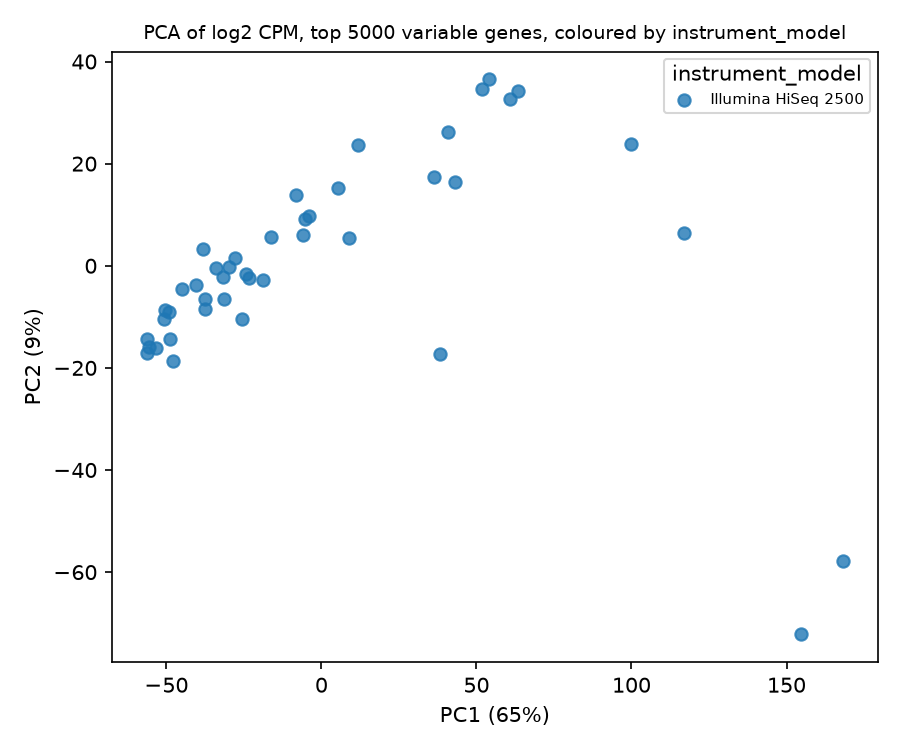 PCA of log2 CPM, top 5000 variable genes, coloured by instrument_model
instrument_model
Illumina HiSeq 2500
40
20
0
−20
−40
−60
PC2 (9%)
−50
0
50
100
150
PC1 (65%)